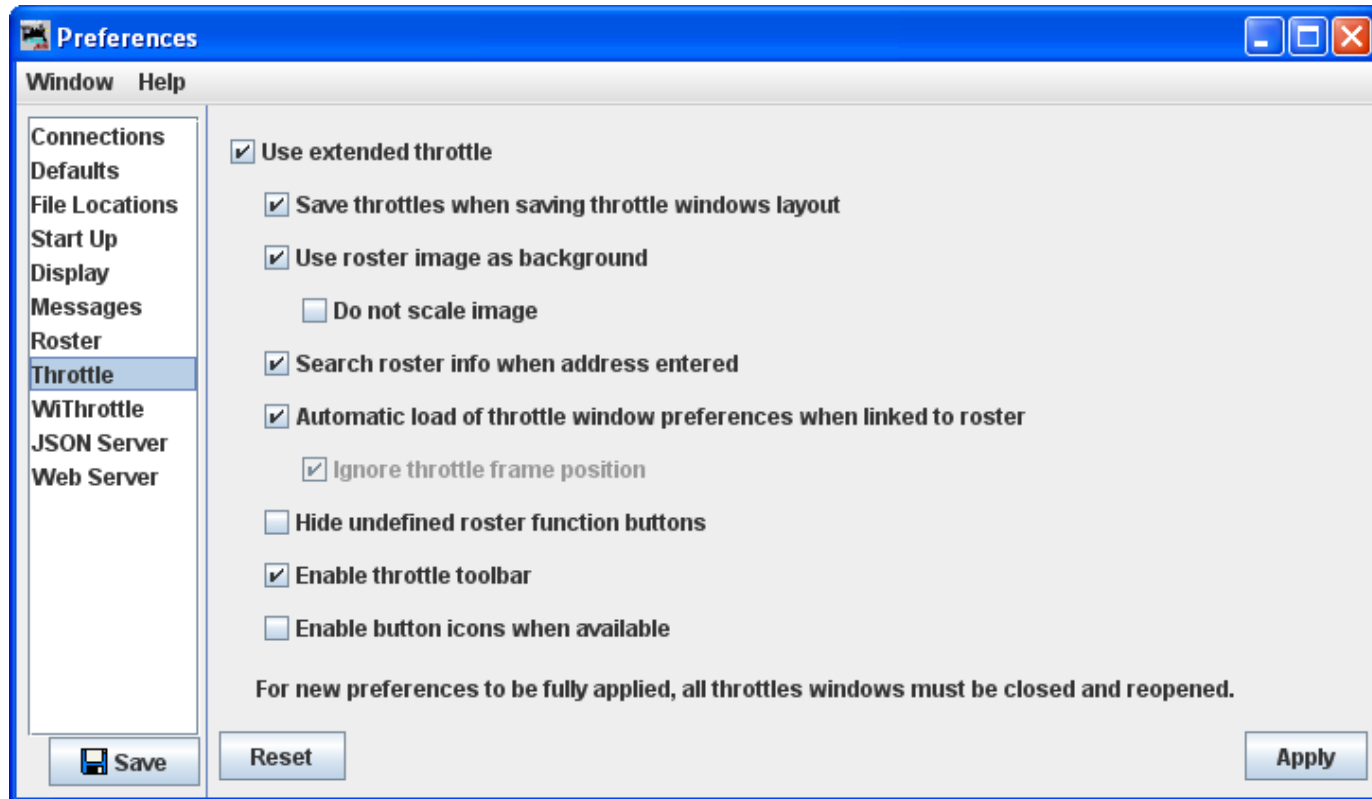 Preferences
Window Help
Connections
Defaults
File Locations
Start Up
Display
Messages
Roster
Throttle
WiThrottle
JSON Server
Web Server
Save
Use extended throttle
Save throttles when saving throttle windows layout
Use roster image as background
Do not scale image
Search roster info when address entered
Automatic load of throttle window preferences when linked to roster
Ignore throttle frame position
Hide undefined roster function buttons
Enable throttle toolbar
Enable button icons when available
For new preferences to be fully applied, all throttles windows must be closed and reopened.
Reset
Apply